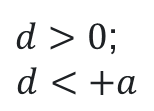 d > 0;
d < +a